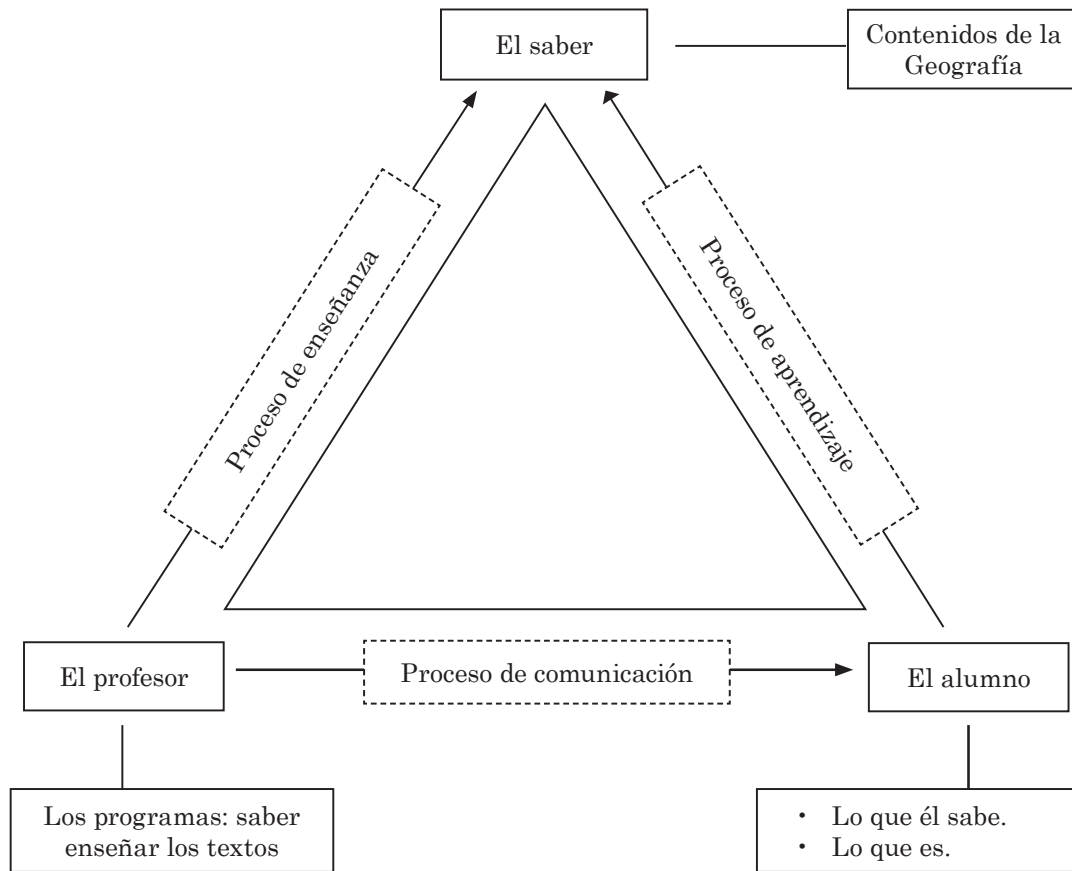 El saber
Contenidos de la
Geografía
Proceso de enseñanza
Proceso de aprendizaje
El profesor
Proceso de comunicación
El alumno
Los programas: saber
enseñar los textos
• Lo que él sabe.
• Lo que es.